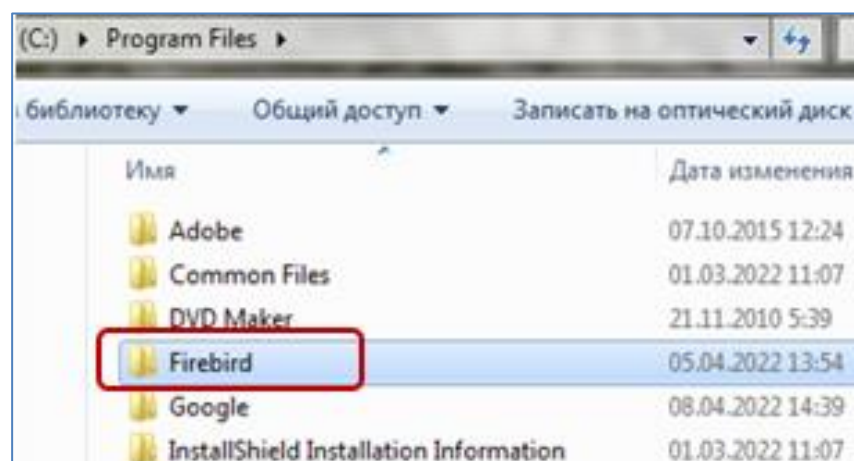 (C:) Program Files
библиотеку Общий доступ Записать на оптический диск
Имя Дата изменения
Adobe 07.10.2015 12:24
Common Files 01.03.2022 11:07
DVD Maker 21.11.2010 5:39
Firebird 05.04.2022 13:54
Google 08.04.2022 14:39
InstallShield Installation Information 01.03.2022 11:07